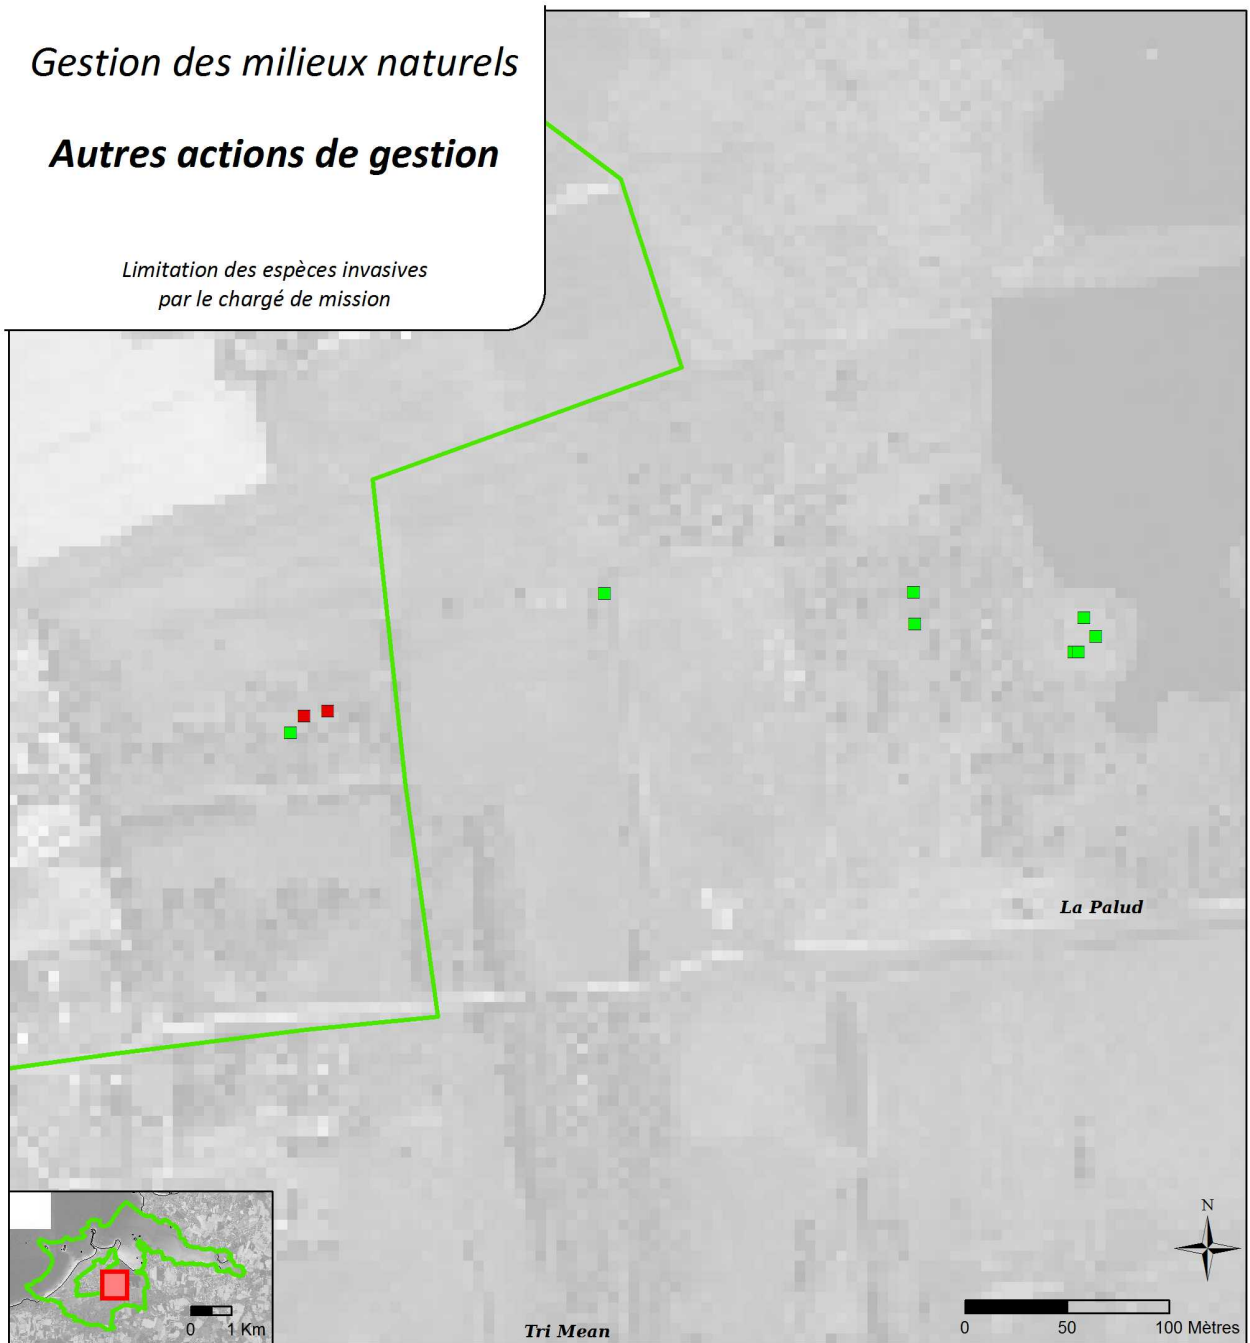 Gestion des milieux naturels
Autres actions de gestion
Limitation des espèces invasives
par le chargé de mission
La Palud
N
0 1 Km
Tri Mean
0 50 100 Mètres